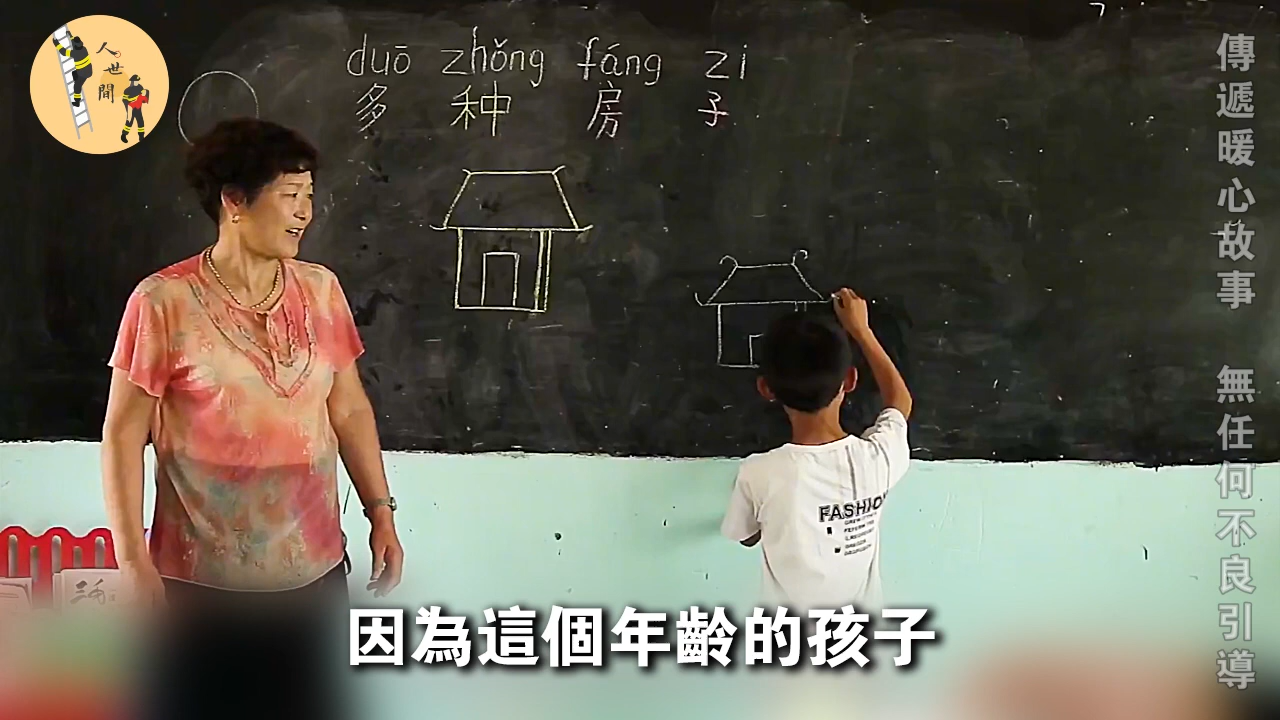 人世間
duō zhǒng fáng zi
多 种 房 子
傳遞暖心故事 無任何不良引導
FASHION
因為這個年齡的孩子